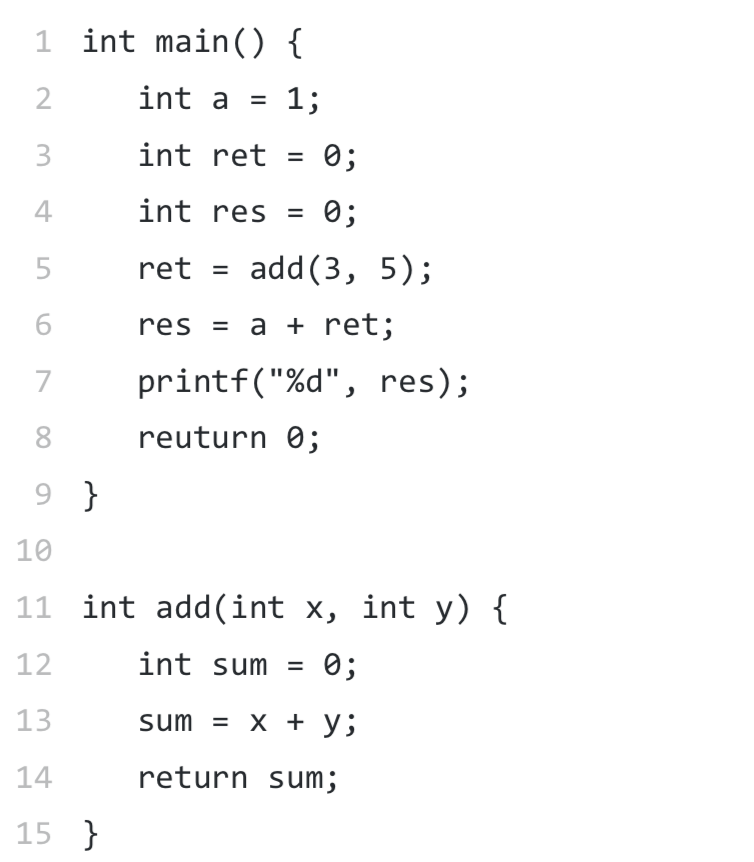 1 int main() {
2 int a = 1;
3 int ret = 0;
4 int res = 0;
5 ret = add(3, 5);
6 res = a + ret;
7 printf("%d", res);
8 reuturn 0;
9 }
10
11 int add(int x, int y) {
12 int sum = 0;
13 sum = x + y;
14 return sum;
15 }